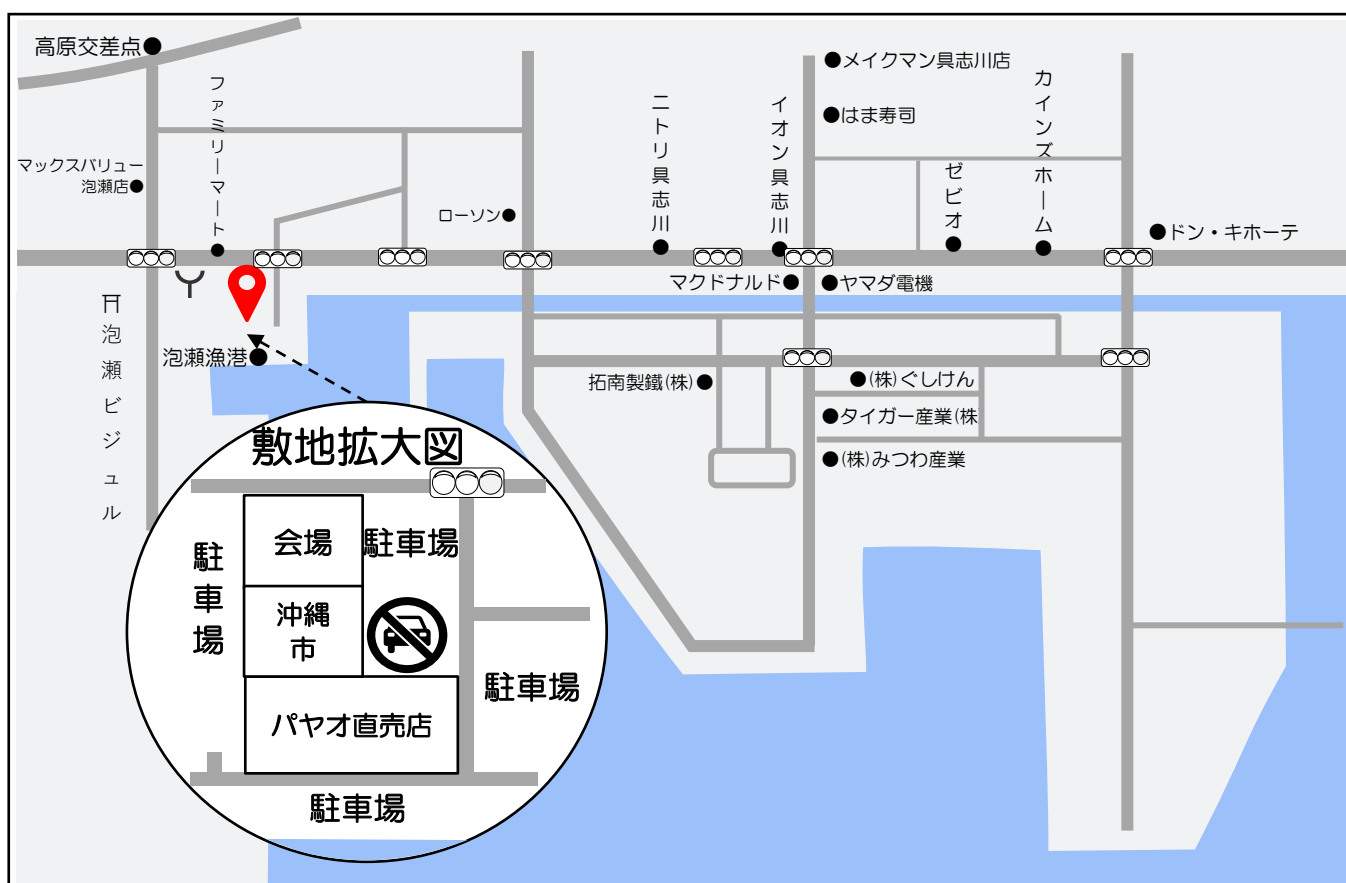 高原交差点
ファミリーマート
マックスバリュー
泡瀬店
ローソン
ニトリ具志川
イオン具志川
メイクマン具志川店
はま寿司
ゼビオ
カインズホーム
ドン・キホーテ
マクドナルド
ヤマダ電機
泡瀬ビジュル
泡瀬漁港
拓南製鐵(株)
(株)ぐしけん
タイガー産業(株
(株)みつわ産業
敷地拡大図
会場
駐車場
駐車場
沖縄
市
駐車場
パヤオ直売店
駐車場